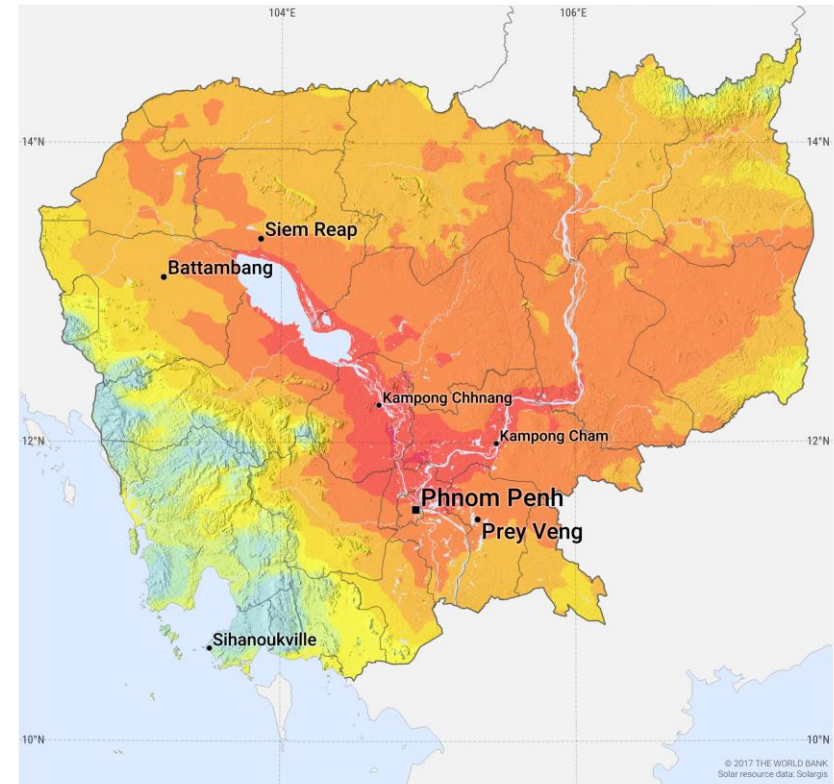 104°E
106°E
14°N
14°N
Siem Reap
Battambang
Kampong Chhnang
Kampong Cham
12°N
12°N
Phnom Penh
Prey Veng
Sihanoukville
10°N
10°N
© 2017 THE WORLD BANK
Solar resource data: Solargis